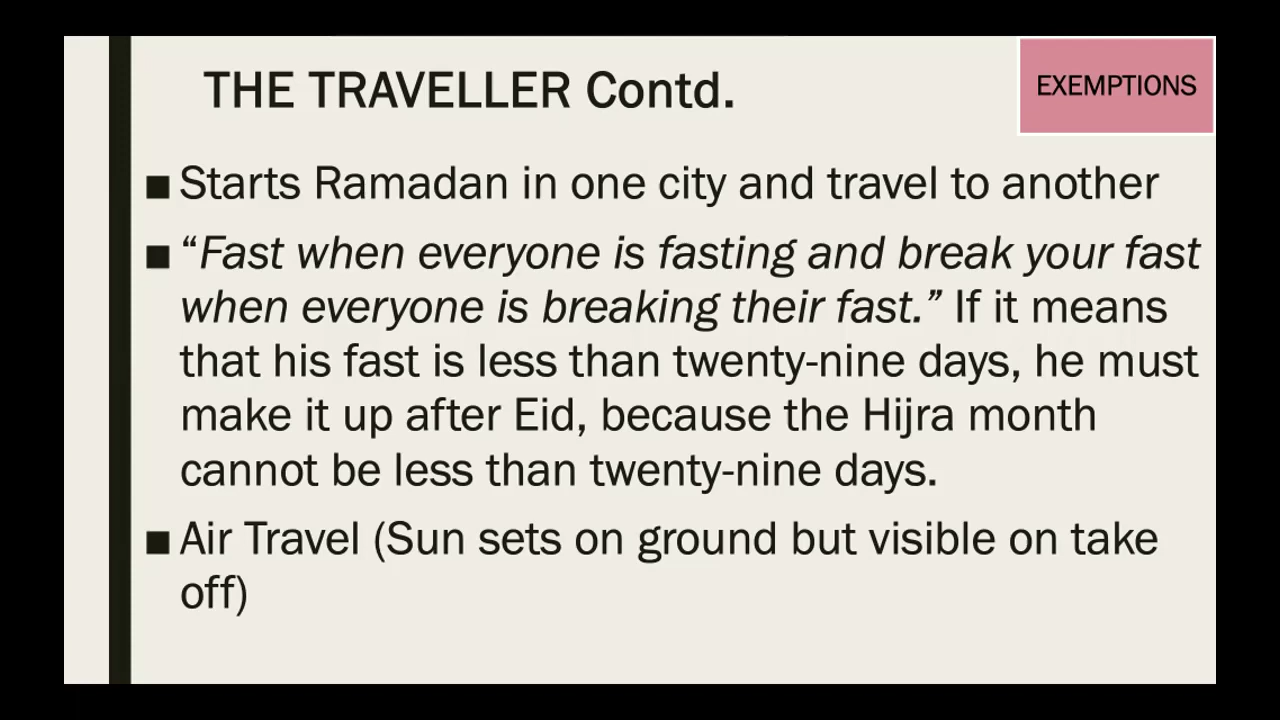 THE TRAVELLER Contd.
EXEMPTIONS
■ Starts Ramadan in one city and travel to another
■ “Fast when everyone is fasting and break your fast
when everyone is breaking their fast.” If it means
that his fast is less than twenty-nine days, he must
make it up after Eid, because the Hijra month
cannot be less than twenty-nine days.
■ Air Travel (Sun sets on ground but visible on take
off)